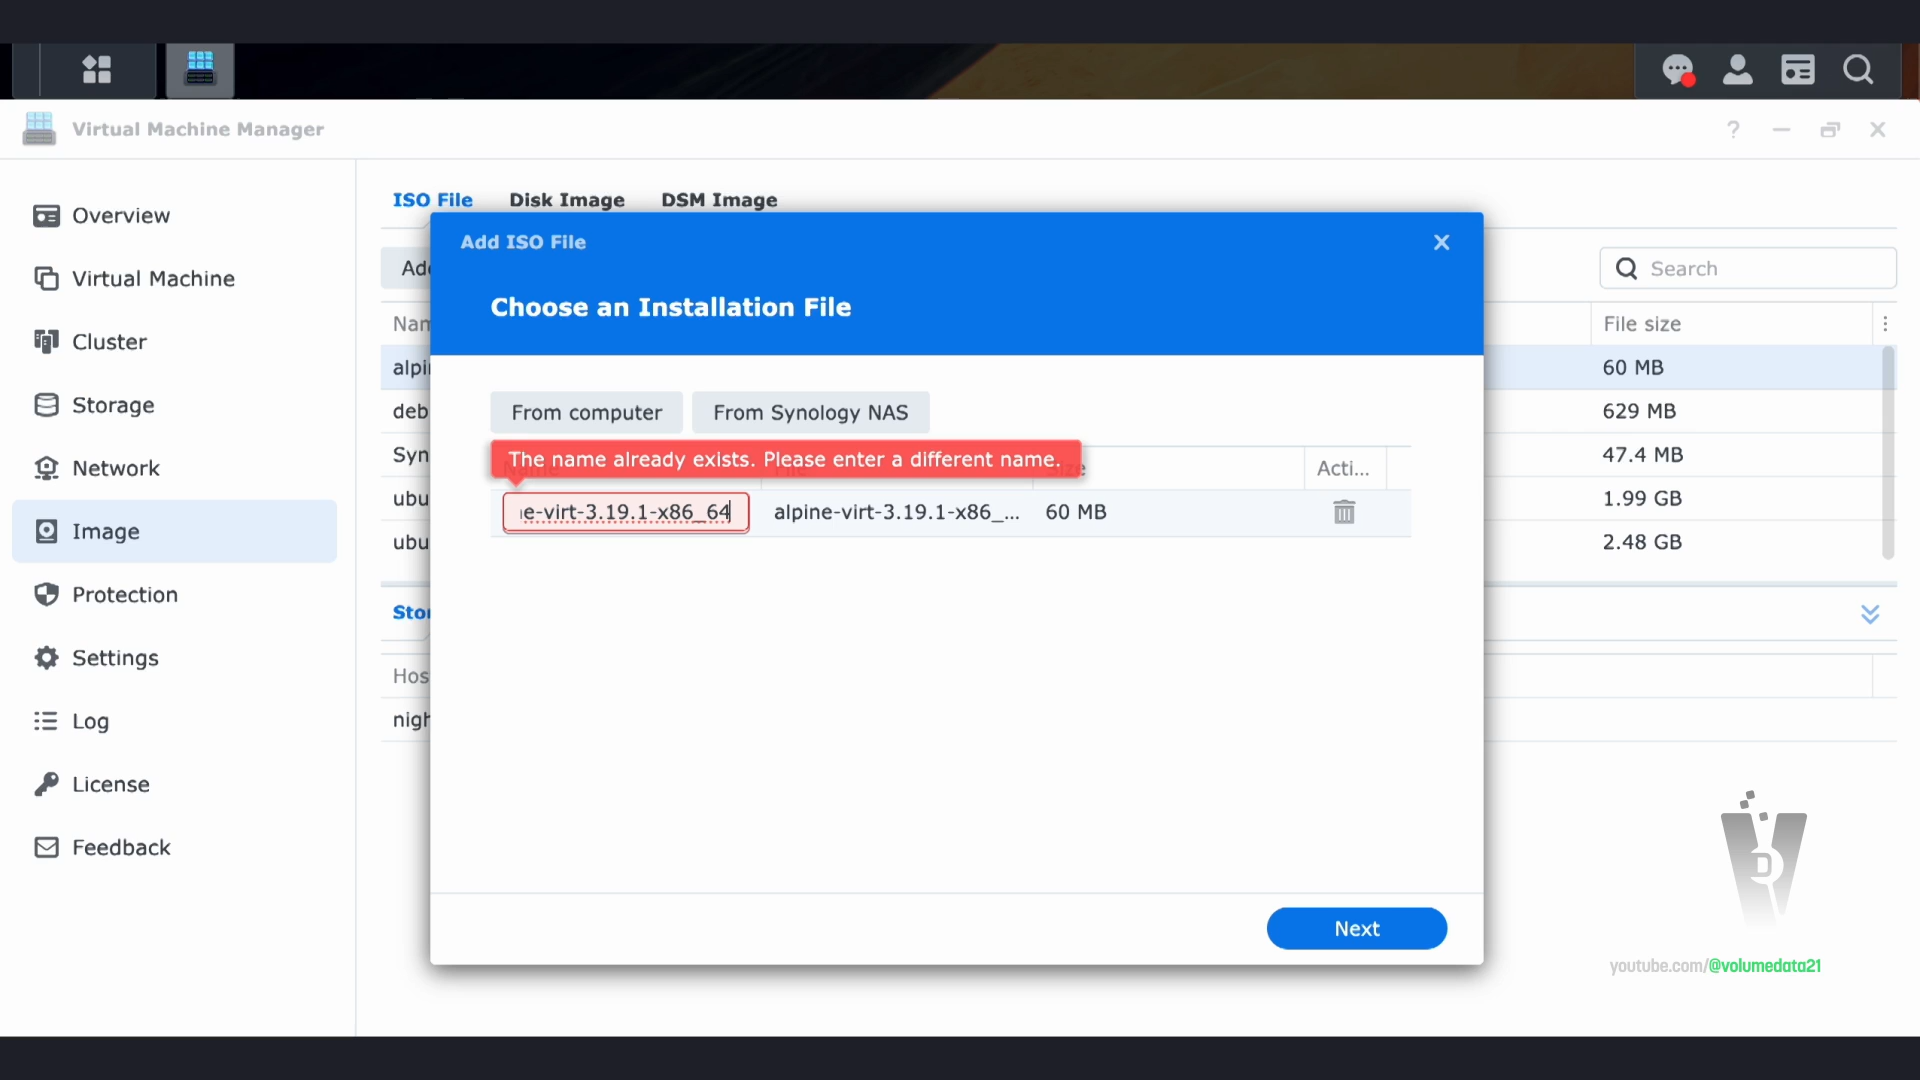 Virtual Machine Manager
?
Overview
Virtual Machine
Cluster
Storage
Network
Image
Protection
Settings
Log
License
Feedback
ISO File Disk Image DSM Image
Search
File size
60 MB
629 MB
47.4 MB
1.99 GB
2.48 GB
Add ISO File
Choose an Installation File
From computer From Synology NAS
The name already exists. Please enter a different name.
Acti...
e-virt-3.19.1-x86_64 alpine-virt-3.19.1-x86_... 60 MB
Next
youtube.com/@volumedata21